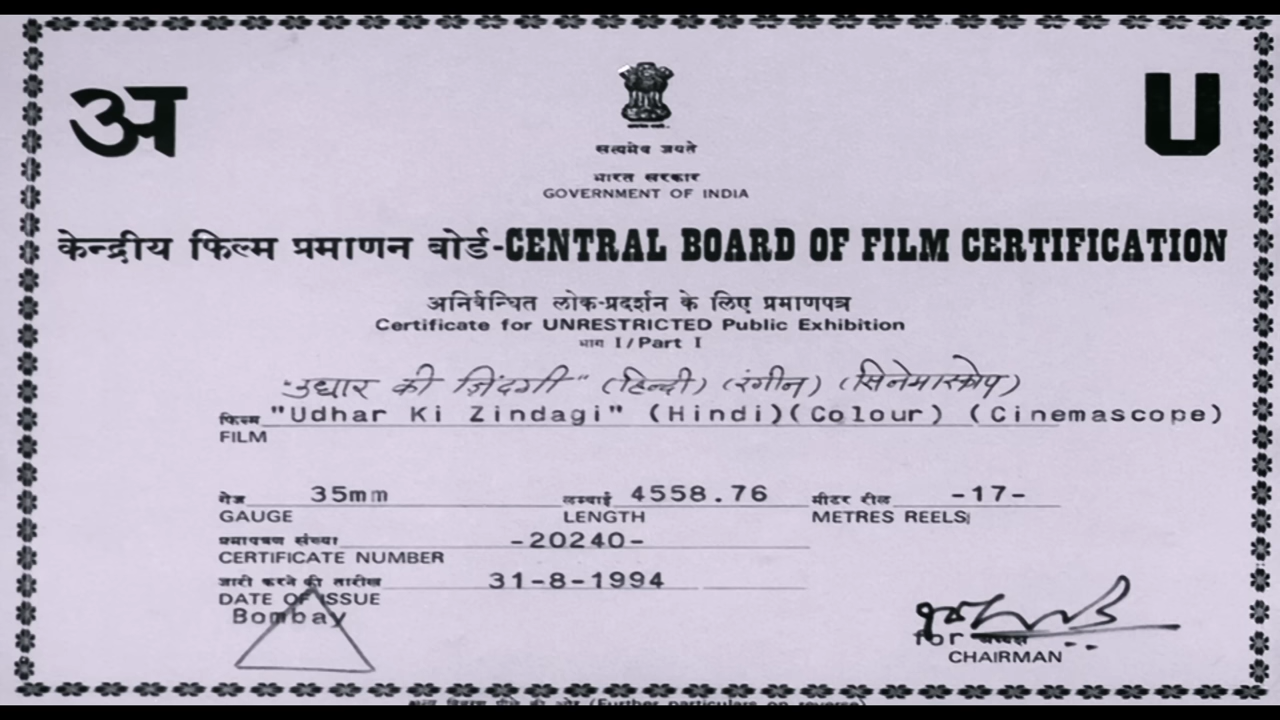 अ
U
सत्यमेव जयते
भारत सरकार
GOVERNMENT OF INDIA
केन्द्रीय फिल्म प्रमाणन बोर्ड-CENTRAL BOARD OF FILM CERTIFICATION
अनिर्बन्धित लोक-प्रदर्शन के लिए प्रमाणपत्र
Certificate for UNRESTRICTED Public Exhibition
भाग I/Part I
"उधार की ज़िंदगी" (हिन्दी) (रंगीन) (सिनेमास्कोप)
फिल्म "Udhar Ki Zindagi" (Hindi)(Colour) (Cinemascope)
FILM
गेज 35mm लम्बाई 4558.76 मीटर रील -17-
GAUGE LENGTH METRES REELS
संख्या -20240-
CERTIFICATE NUMBER
जारी करने की तारीख 31-8-1994
DATE OF ISSUE
Bombay
for अध्यक्ष
CHAIRMAN
(Further particulars on reverse)